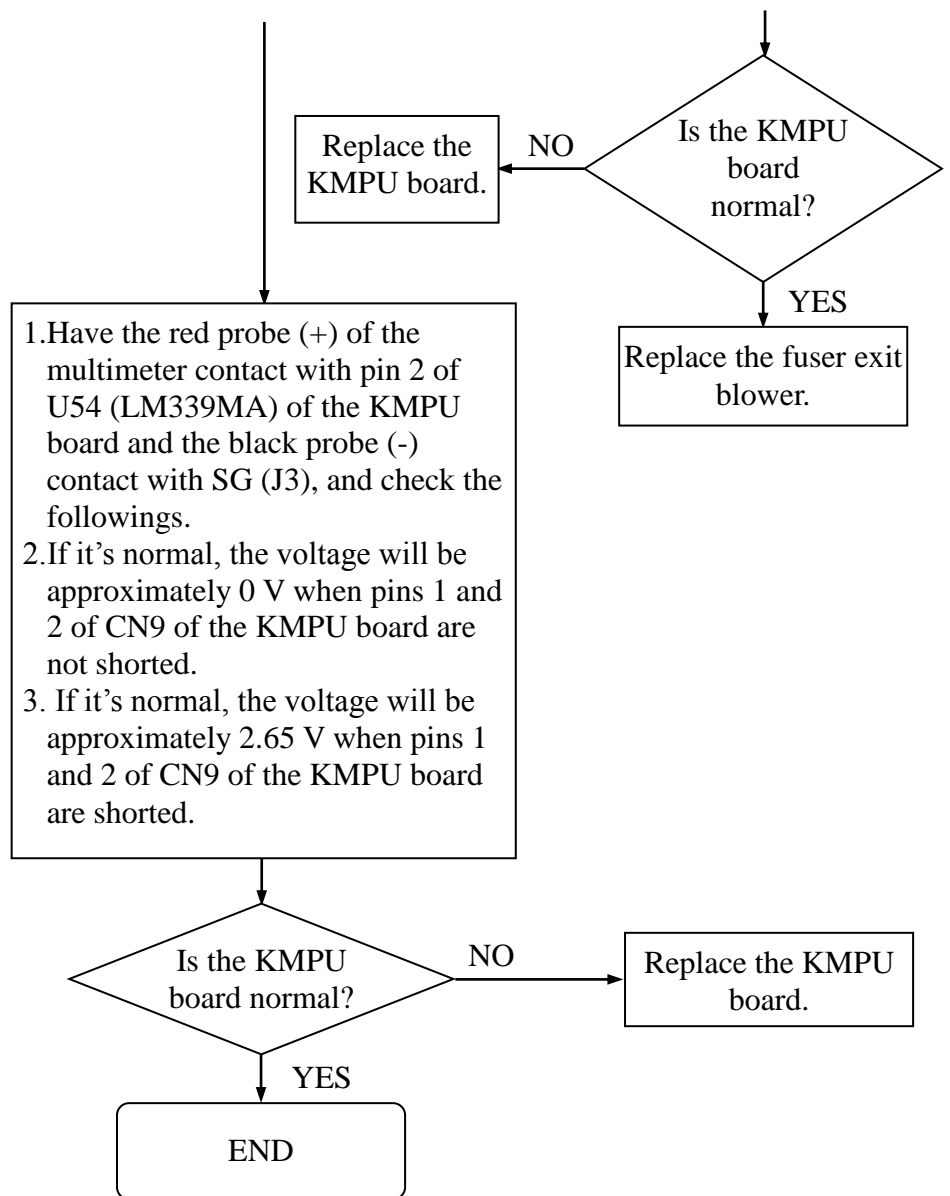 Is the KMPU
board
normal?
NO
Replace the
KMPU board.
YES
Replace the fuser exit
blower.
1.Have the red probe (+) of the
multimeter contact with pin 2 of
U54 (LM339MA) of the KMPU
board and the black probe (-)
contact with SG (J3), and check the
followings.
2.If it’s normal, the voltage will be
approximately 0 V when pins 1 and
2 of CN9 of the KMPU board are
not shorted.
3. If it’s normal, the voltage will be
approximately 2.65 V when pins 1
and 2 of CN9 of the KMPU board
are shorted.
Is the KMPU
board normal?
NO
Replace the KMPU
board.
YES
END